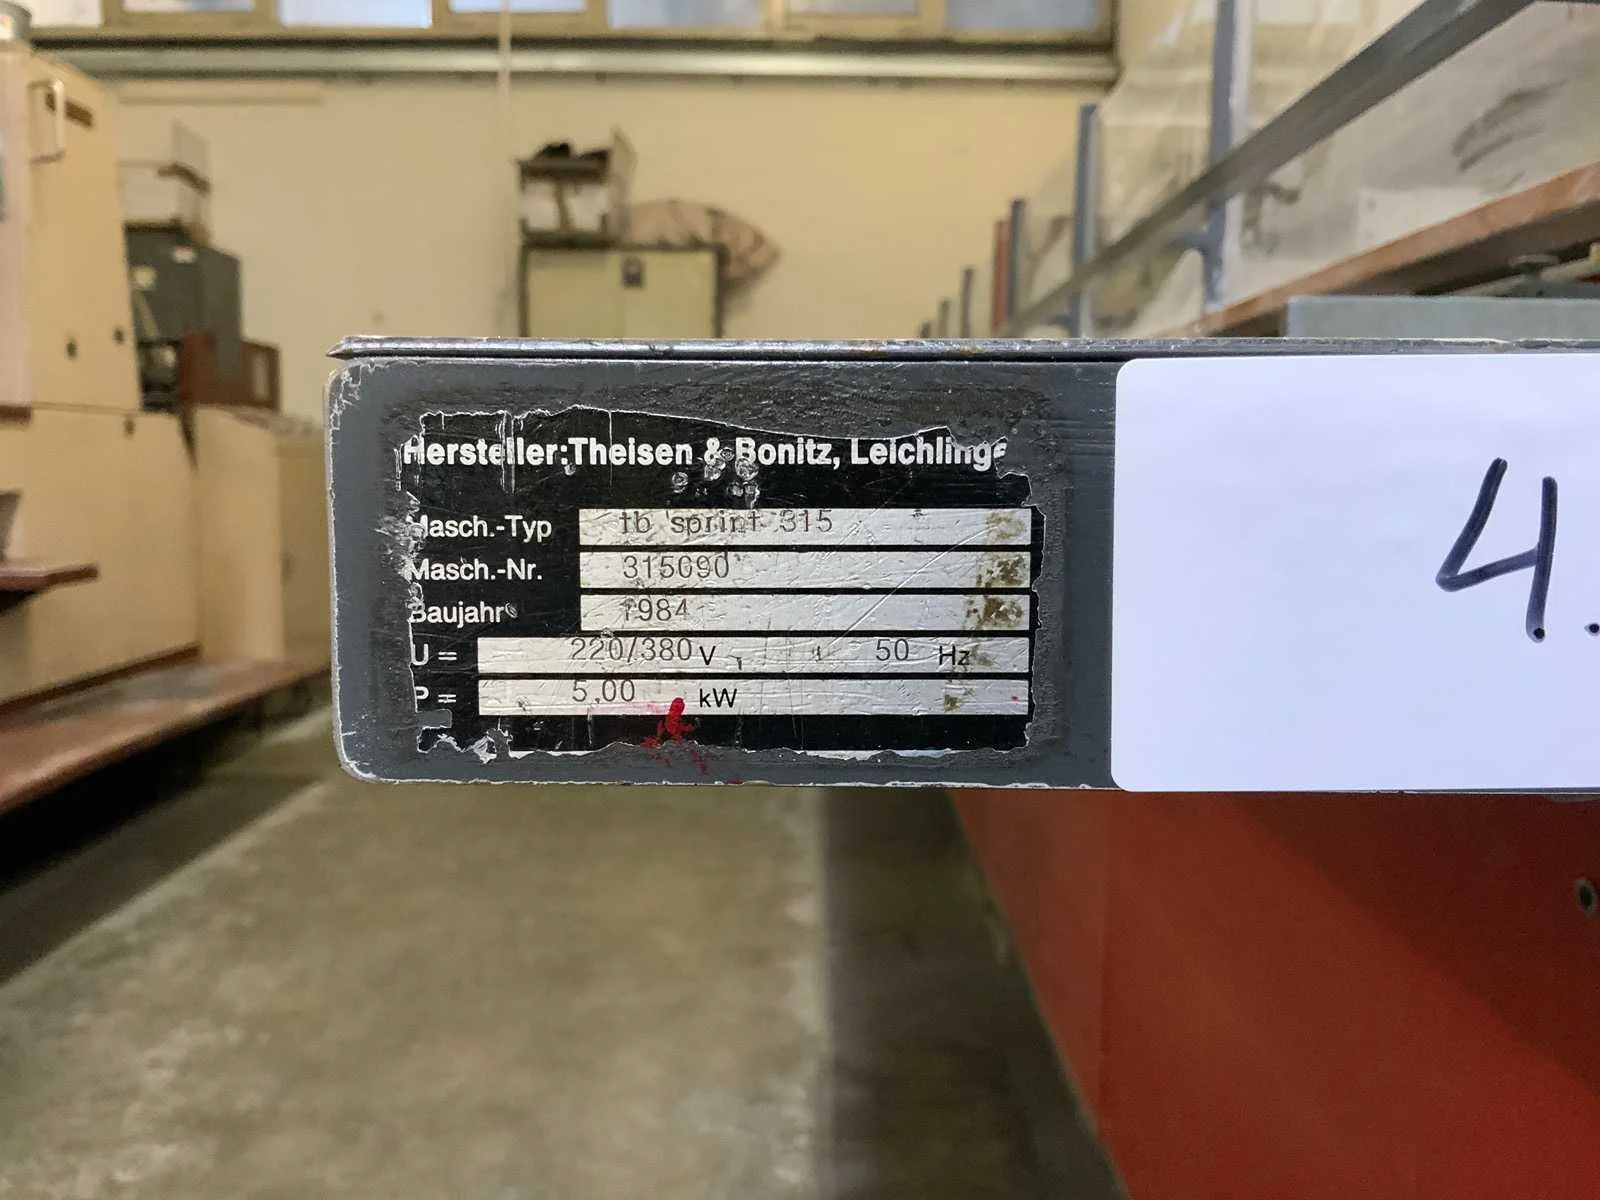 Hersteller:Theisen & Bonitz, Leichlinge
Masch.-Typ tb sprint 315
Masch.-Nr. 315090
Baujahr 1984
U = 220/380 V 50 Hz
P = 5,00 kW
4.